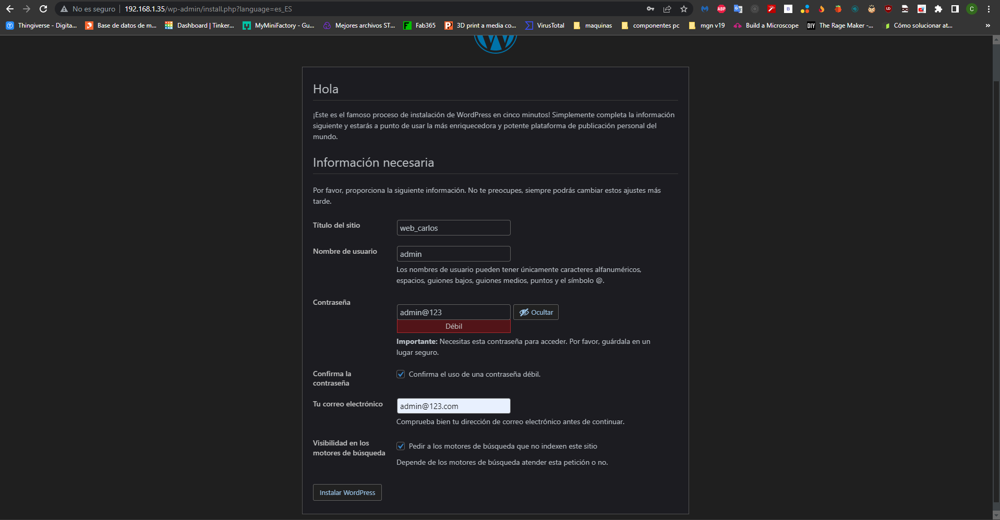 No es seguro 192.168.1.35/wp-admin/install.php?language=es_ES
Thingiverse - Digita... Base de datos de m... Dashboard | Tinker... MyMiniFactory - Gu... Mejores archivos ST... Fab365 3D print a media co... VirusTotal maquinas componentes pc mgn v19 Build a Microscope DIY The Rage Maker -... Cómo solucionar at... »
Hola
¡Este es el famoso proceso de instalación de WordPress en cinco minutos! Simplemente completa la información
siguiente y estarás a punto de usar la más enriquecedora y potente plataforma de publicación personal del
mundo.
Información necesaria
Por favor, proporciona la siguiente información. No te preocupes, siempre podrás cambiar estos ajustes más
tarde.
Título del sitio web_carlos
Nombre de usuario admin
Los nombres de usuario pueden tener únicamente caracteres alfanuméricos,
espacios, guiones bajos, guiones medios, puntos y el símbolo @.
Contraseña
admin@123 Ocultar
Débil
Importante: Necesitas esta contraseña para acceder. Por favor, guárdala en un
lugar seguro.
Confirma la
contraseña
Confirma el uso de una contraseña débil.
Tu correo electrónico admin@123.com
Comprueba bien tu dirección de correo electrónico antes de continuar.
Visibilidad en los
motores de búsqueda
Pedir a los motores de búsqueda que no indexen este sitio
Depende de los motores de búsqueda atender esta petición o no.
Instalar WordPress